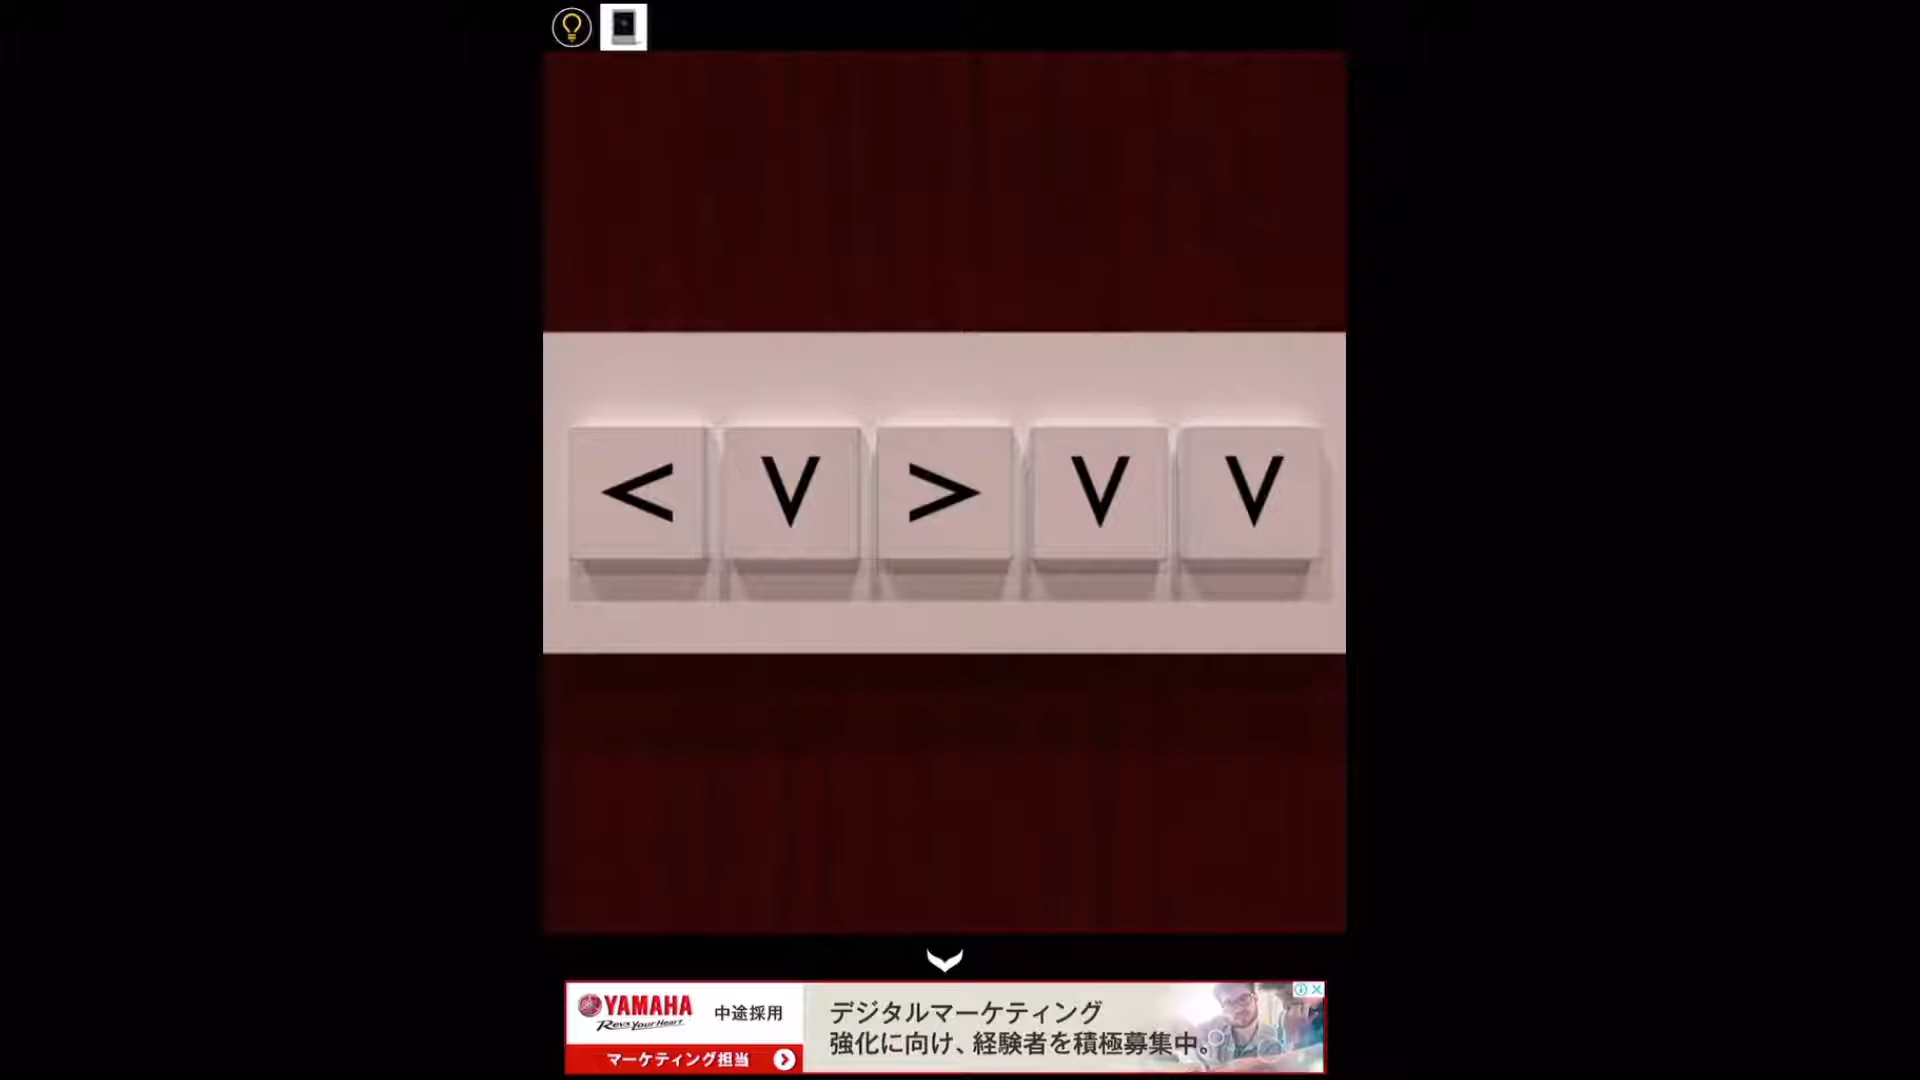 < V > V V
YAMAHA
Revs Your Heart
中途採用
マーケティング担当
デジタルマーケティング
強化に向け、経験者を積極募集中。